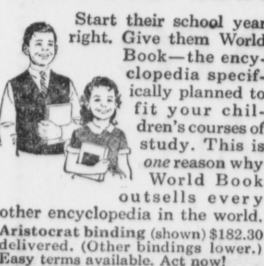 Start their school year
right. Give them World
Book—the ency-
clopedia specif-
ically planned to
fit your chil-
dren's courses of
study. This is
one reason why
World Book
outsells every
other encyclopedia in the world.
Aristocrat binding (shown) $182.30
delivered. (Other bindings lower.)
Easy terms available. Act now!